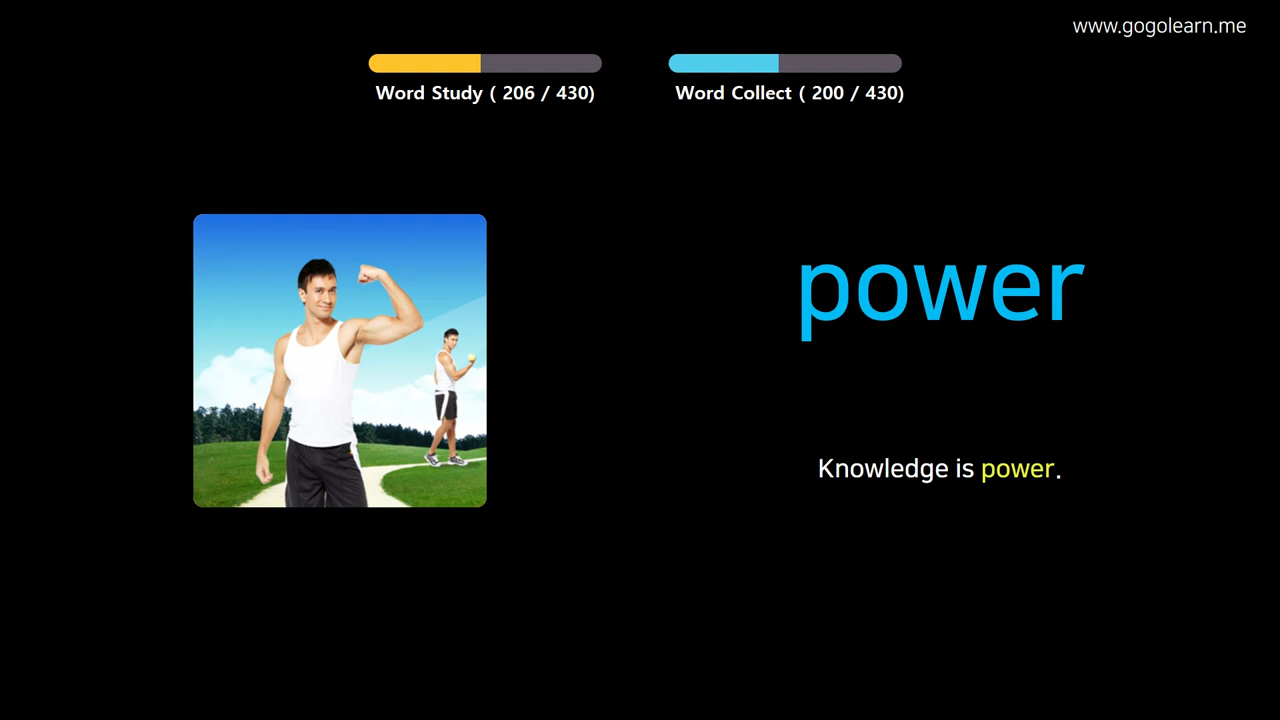 www.gogolearn.me
Word Study ( 206 / 430)
Word Collect ( 200 / 430)
power
Knowledge is power.